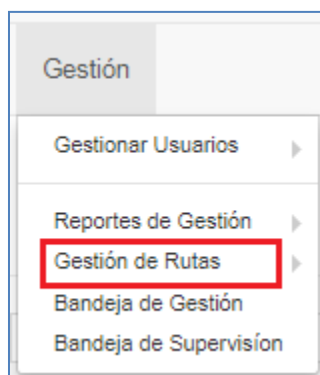 Gestión
Gestionar Usuarios
Reportes de Gestión
Gestión de Rutas
Bandeja de Gestión
Bandeja de Supervisíon